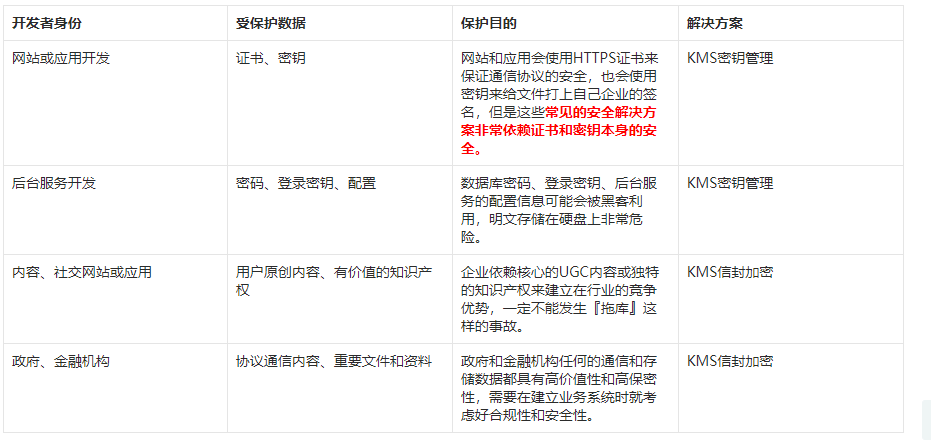 开发者身份 受保护数据 保护目的 解决方案
网站或应用开发 证书、密钥 网站和应用会使用HTTPS证书来 KMS密钥管理
保证通信协议的安全，也会使用
密钥来给文件打上自己企业的签
名，但是这些常见的安全解决方
案非常依赖证书和密钥本身的安
全。
后台服务开发 密码、登录密钥、配置 数据库密码、登录密钥、后台服 KMS密钥管理
务的配置信息可能会被黑客利
用，明文存储在硬盘上非常危
险。
内容、社交网站或应用 用户原创内容、有价值的知识产 企业依赖核心的UGC内容或独特 KMS信封加密
权 的知识产权来建立在行业的竞争
优势，一定不能发生『拖库』这
样的事故。
政府、金融机构 协议通信内容、重要文件和资料 政府和金融机构任何的通信和存 KMS信封加密
储数据都具有高价值性和高保密
性，需要在建立业务系统时就考
虑好合规性和安全性。